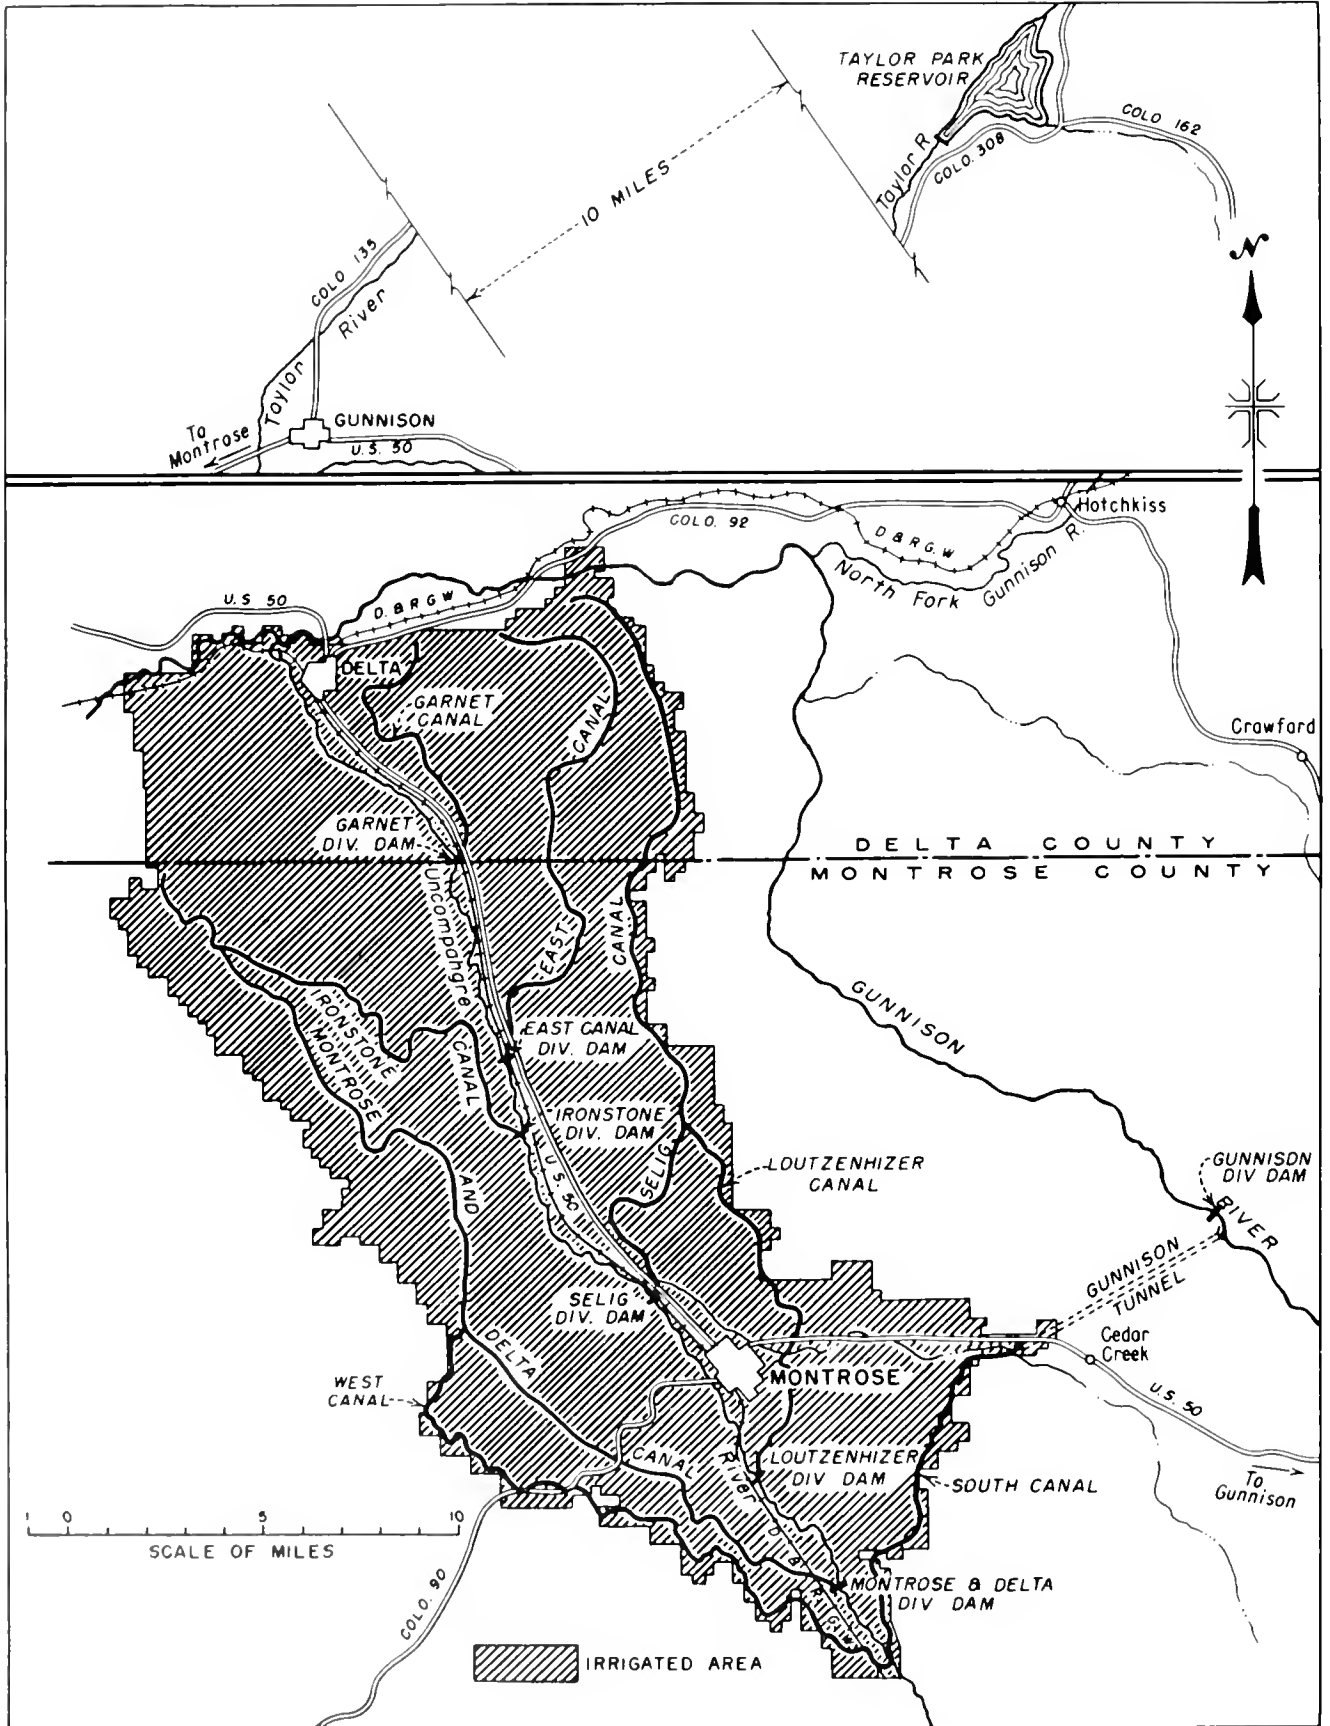 TAYLOR PARK
RESERVOIR
COLO 162
COLO. 308
Taylor R.
10 MILES
N
COLO 135
Taylor River
GUNNISON
To
Montrose
U.S. 50
Hotchkiss
COLO. 92
D & R G. W
North Fork Gunnison R.
U.S 50
D. & R G W
DELTA
GARNET
CANAL
CANAL
Crawford
GARNET
DIV. DAM
DELTA COUNTY
MONTROSE COUNTY
Uncompahgre
EAST
CANAL
GUNNISON
IRONSTONE
MONTROSE
CANAL
EAST CANAL
DIV. DAM
IRONSTONE
DIV. DAM
U.S. 50
SELIG
LOUTZENHIZER
CANAL
AND
GUNNISON
DIV DAM
RIVER
GUNNISON
TUNNEL
SELIG
DIV. DAM
DELTA
Cedar
Creek
MONTROSE
WEST
CANAL
U.S. 50
CANAL
River
LOUTZENHIZER
DIV DAM
SOUTH CANAL
To
Gunnison
1 0 5 10
SCALE OF MILES
D & R G W
MONTROSE & DELTA
DIV DAM
COLO. 90
IRRIGATED AREA